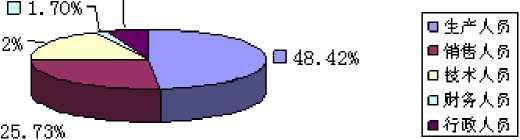 1.70%
2%
48.42%
25.73%
生产人员
销售人员
技术人员
财务人员
行政人员